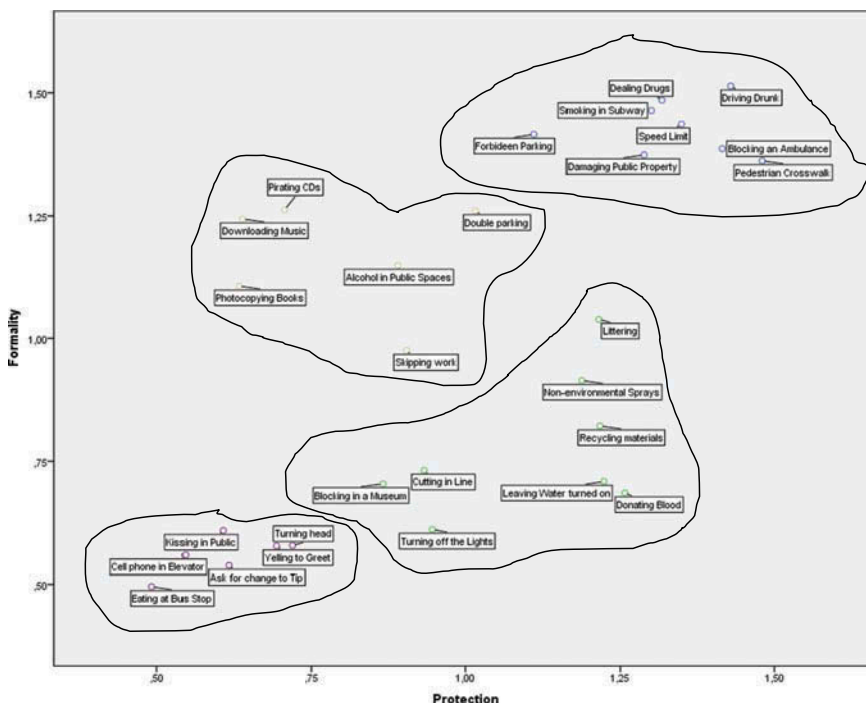 1,50
1,25
1,00
,75
,50
Formality
Dealing Drugs
Driving Drunk
Smoking in Subway
Speed Limit
Forbideen Parking
Blocking an Ambulance
Damaging Public Property
Pedestrian Crosswalk
Pirating CDs
Downloading Music
Double parking
Alcohol in Public Spaces
Photocopying Books
Skipping work
Littering
Non-environmental Sprays
Recycling materials
Cutting in Line
Blocking in a Museum
Leaving Water turned on
Donating Blood
Turning off the Lights
Turning head
Kissing in Public
Yelling to Greet
Cell phone in Elevator
Ask for change to Tip
Eating at Bus Stop
,50
,75
1,00
1,25
1,50
Protection